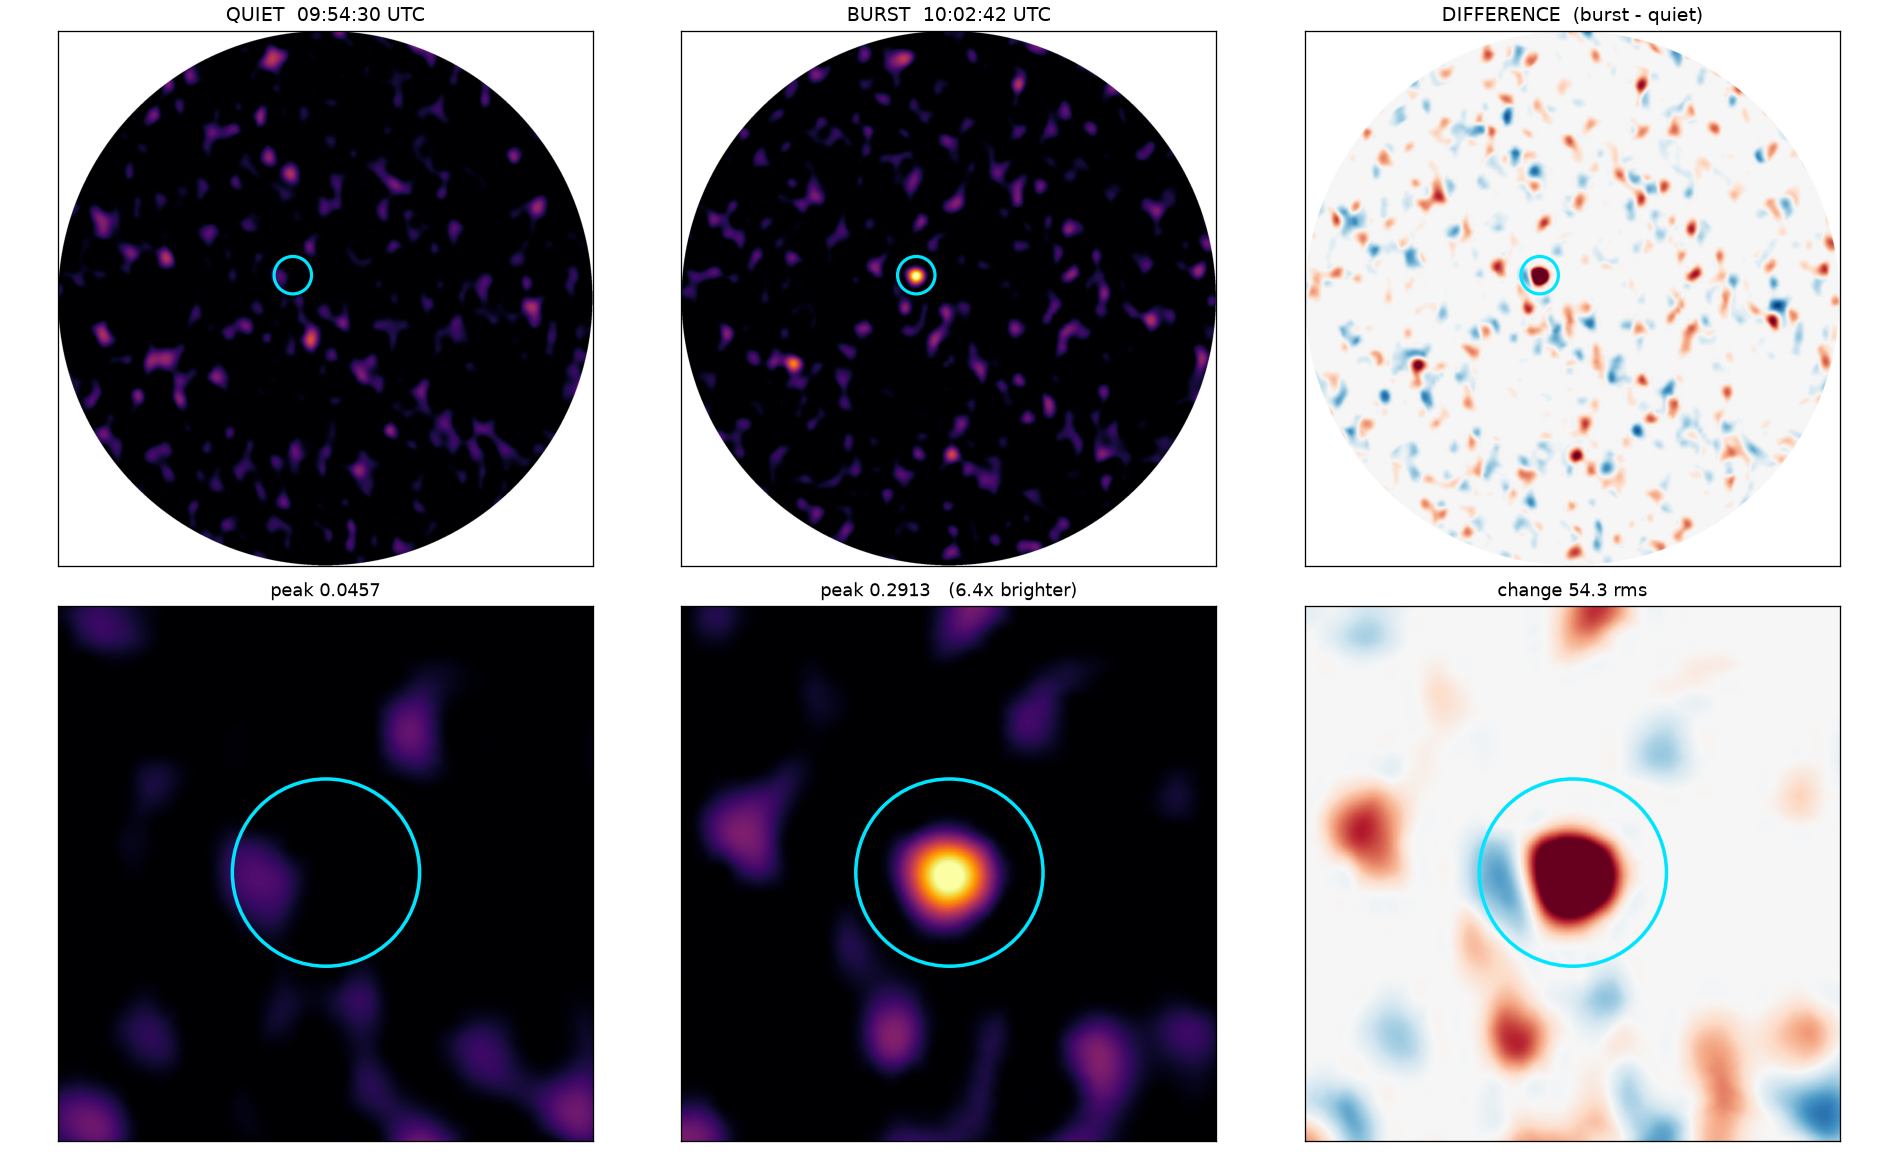 QUIET  09:54:30 UTC
BURST  10:02:42 UTC
DIFFERENCE  (burst - quiet)
peak 0.0457
peak 0.2913   (6.4x brighter)
change 54.3 rms